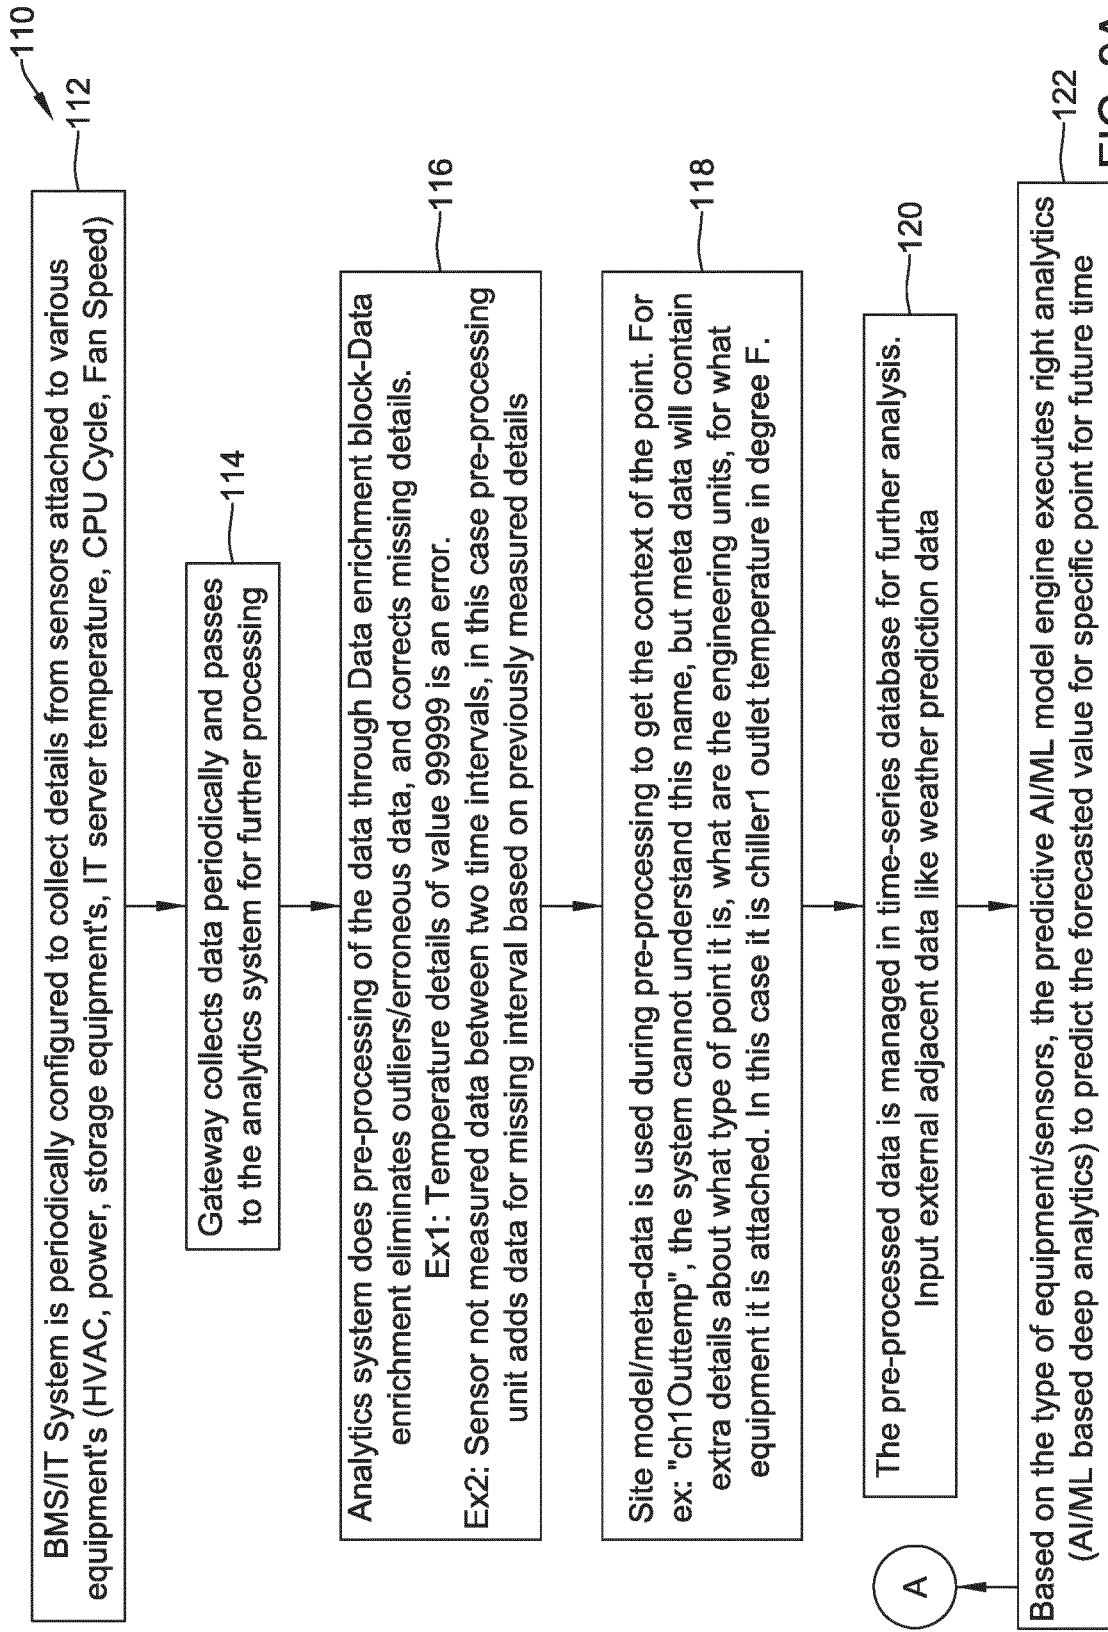 110
112
BMS/IT System is periodically configured to collect details from sensors attached to various
equipment's (HVAC, power, storage equipment's, IT server temperature, CPU Cycle, Fan Speed)
114
Gateway collects data periodically and passes
to the analytics system for further processing
116
Analytics system does pre-processing of the data through Data enrichment block-Data
enrichment eliminates outliers/erroneous data, and corrects missing details.
Ex1: Temperature details of value 99999 is an error.
Ex2: Sensor not measured data between two time intervals, in this case pre-processing
unit adds data for missing interval based on previously measured details
118
Site model/meta-data is used during pre-processing to get the context of the point. For
ex: "ch1Outtemp", the system cannot understand this name, but meta data will contain
extra details about what type of point it is, what are the engineering units, for what
equipment it is attached. In this case it is chiller1 outlet temperature in degree F.
120
The pre-processed data is managed in time-series database for further analysis.
Input external adjacent data like weather prediction data
A
122
Based on the type of equipment/sensors, the predictive AI/ML model engine executes right analytics
(AI/ML based deep analytics) to predict the forecasted value for specific point for future time